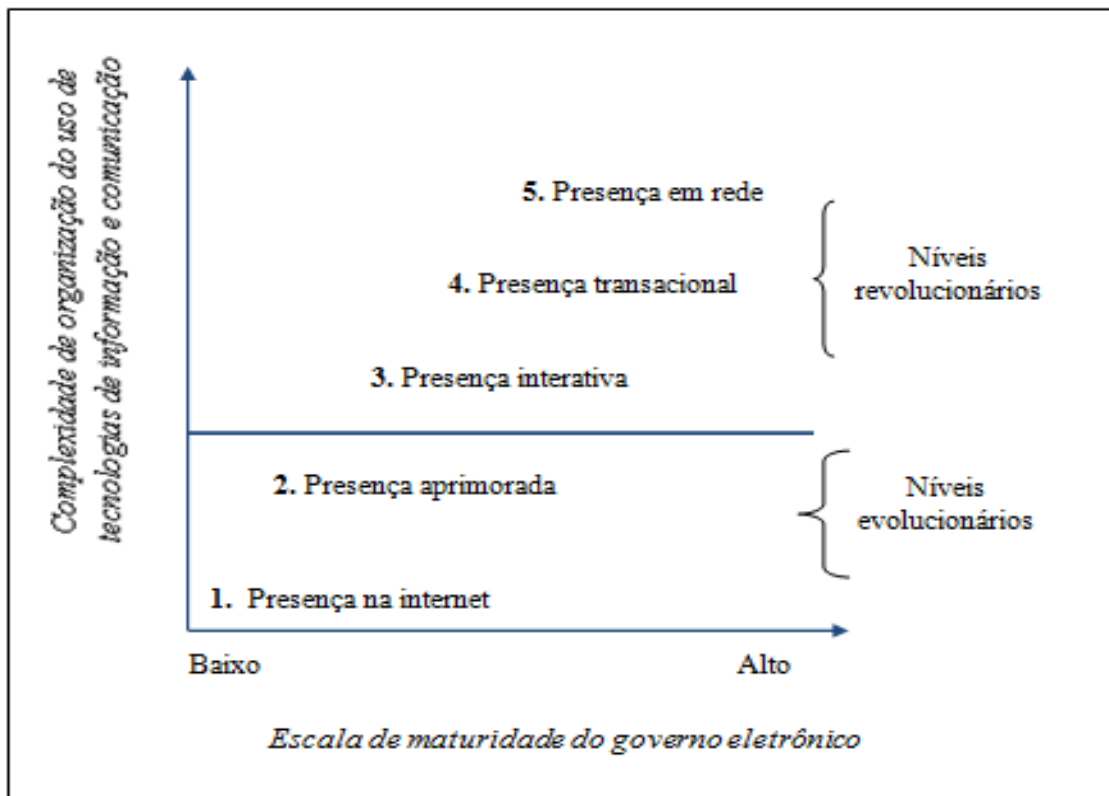 Complexidade de organização do uso de
tecnologias de informação e comunicação
5. Presença em rede
4. Presença transacional
3. Presença interativa
Níveis
revolucionários
2. Presença aprimorada
1. Presença na internet
Níveis
evolucionários
Baixo
Alto
Escala de maturidade do governo eletrônico